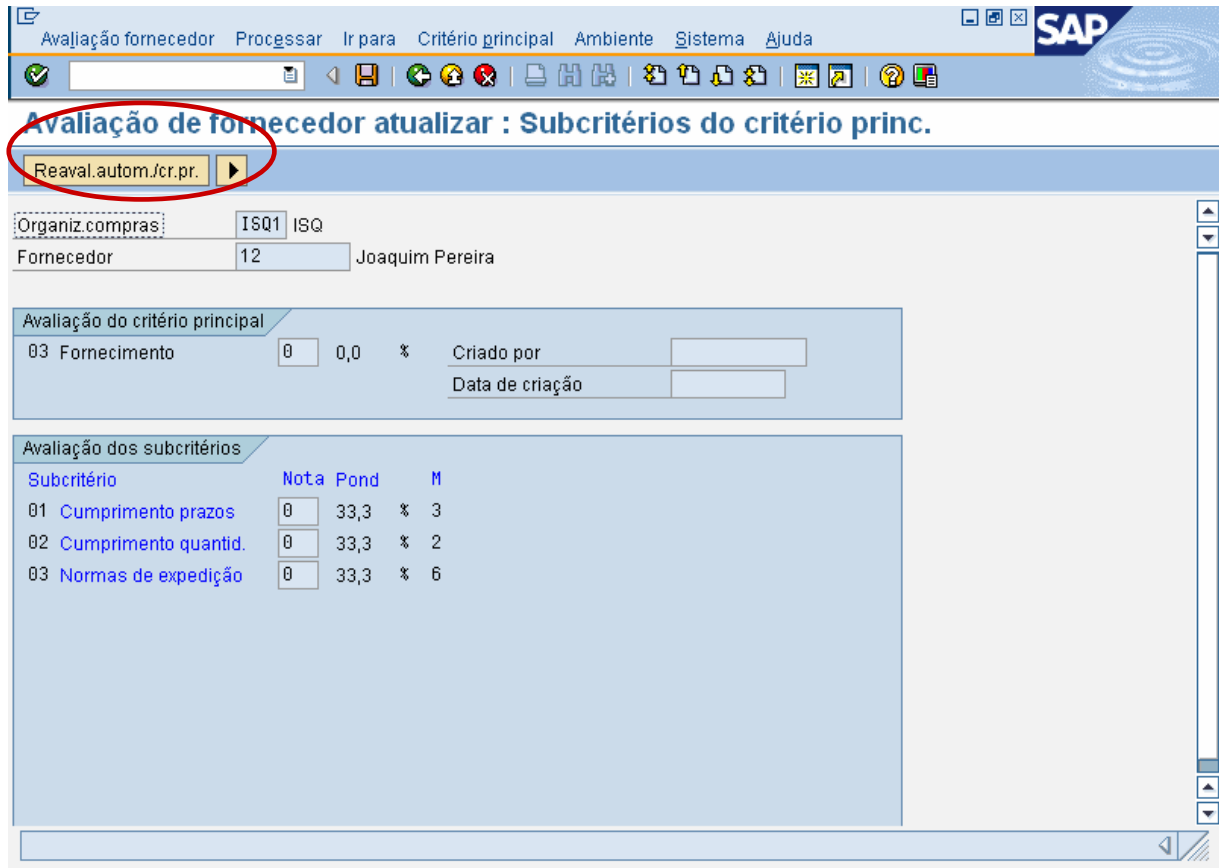 Avaliação fornecedor Processar Ir para Critério principal Ambiente Sistema Ajuda
SAP
Avaliação de fornecedor atualizar : Subcritérios do critério princ.
Reaval.autom./cr.pr.
Organiz.compras ISQ1 ISQ
Fornecedor 12 Joaquim Pereira
Avaliação do critério principal
03 Fornecimento 0 0,0 % Criado por
Data de criação
Avaliação dos subcritérios
Subcritério Nota Pond M
01 Cumprimento prazos 0 33,3 % 3
02 Cumprimento quantid. 0 33,3 % 2
03 Normas de expedição 0 33,3 % 6